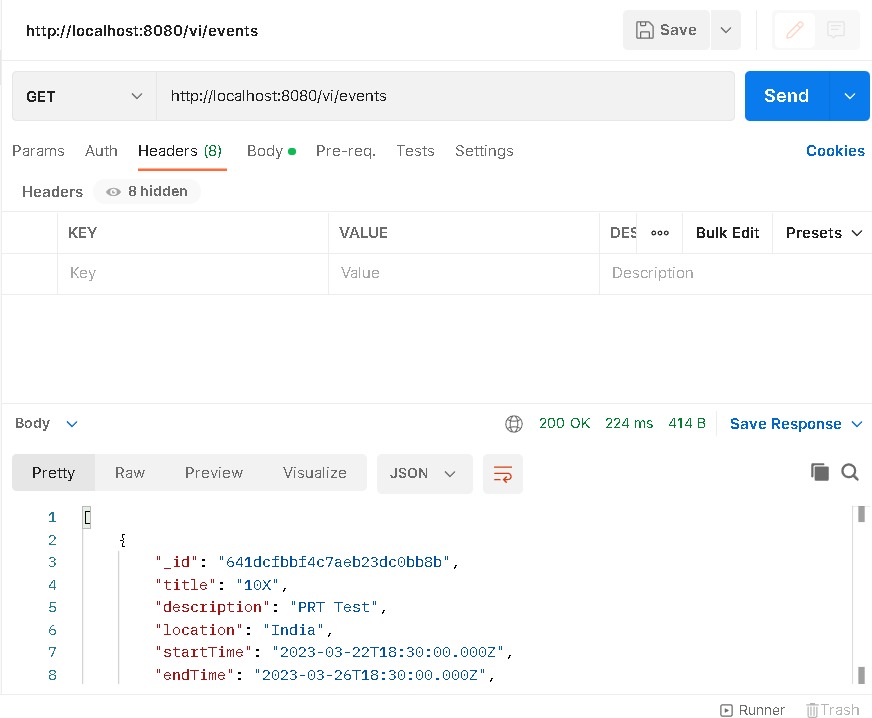 http://localhost:8080/vi/events Save
GET http://localhost:8080/vi/events Send
Params Auth Headers (8) Body Pre-req. Tests Settings Cookies
Headers 8 hidden
KEY VALUE DES ooo Bulk Edit Presets
Key Value Description
Body 200 OK 224 ms 414 B Save Response
Pretty Raw Preview Visualize JSON
1 [
2 {
3 "_id": "641dcfbbf4c7aeb23dc0bb8b",
4 "title": "10X",
5 "description": "PRT Test",
6 "location": "India",
7 "startTime": "2023-03-22T18:30:00.000Z",
8 "endTime": "2023-03-26T18:30:00.000Z",
Runner Trash